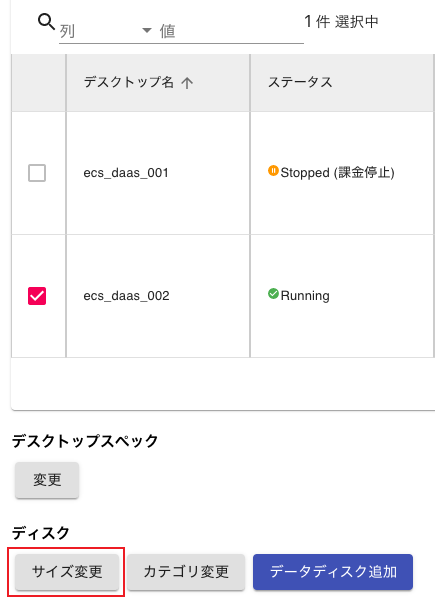 列 値 1 件 選択中
デスクトップ名 ステータス
ecs_daas_001 Stopped (課金停止)
ecs_daas_002 Running
デスクトップスペック
変更
ディスク
サイズ変更 カテゴリ変更 データディスク追加